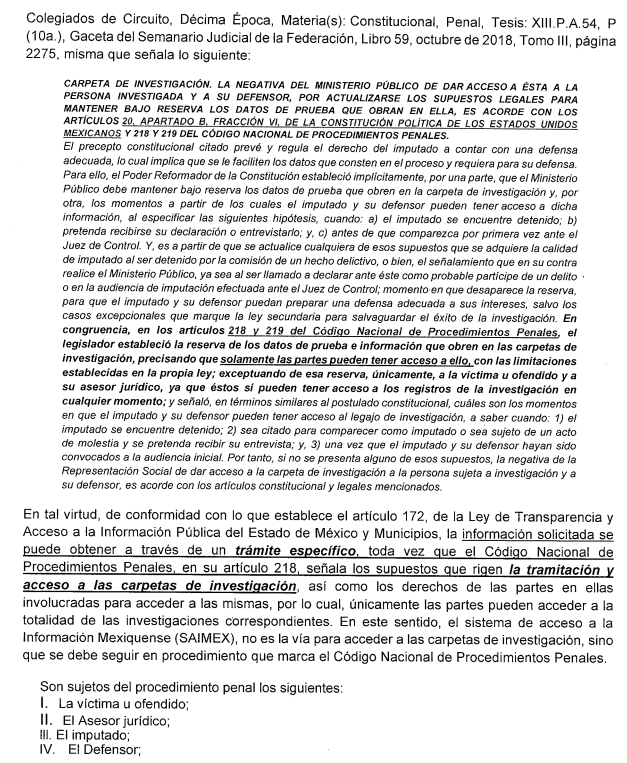 Colegiados de Circuito, Décima Época, Materia(s): Constitucional, Penal, Tesis: XIII.P.A.54, P
(10a.), Gaceta del Semanario Judicial de la Federación, Libro 59, octubre de 2018, Tomo III, página
2275, misma que señala lo siguiente:
CARPETA DE INVESTIGACIÓN. LA NEGATIVA DEL MINISTERIO PÚBLICO DE DAR ACCESO A ÉSTA A LA
PERSONA INVESTIGADA Y A SU DEFENSOR, POR ACTUALIZARSE LOS SUPUESTOS LEGALES PARA
MANTENER BAJO RESERVA LOS DATOS DE PRUEBA QUE OBRAN EN ELLA, ES ACORDE CON LOS
ARTÍCULOS 20, APARTADO B, FRACCIÓN VI, DE LA CONSTITUCIÓN POLÍTICA DE LOS ESTADOS UNIDOS
MEXICANOS Y 218 Y 219 DEL CÓDIGO NACIONAL DE PROCEDIMIENTOS PENALES.
El precepto constitucional citado prevé y regula el derecho del imputado a contar con una defensa
adecuada, lo cual implica que se le faciliten los datos que consten en el proceso y requiera para su defensa.
Para ello, el Poder Reformador de la Constitución estableció implícitamente, por una parte, que el Ministerio
Público debe mantener bajo reserva los datos de prueba que obren en la carpeta de investigación y, por
otra, los momentos a partir de los cuales el imputado y su defensor pueden tener acceso a dicha
información, al especificar las siguientes hipótesis, cuando: a) el imputado se encuentre detenido; b)
pretenda recibirse su declaración o entrevistarlo; y, c) antes de que comparezca por primera vez ante el
Juez de Control. Y, es a partir de que se actualice cualquiera de esos supuestos que se adquiere la calidad
de imputado al ser detenido por la comisión de un hecho delictivo, o bien, el señalamiento que en su contra
realice el Ministerio Público, ya sea al ser llamado a declarar ante éste como probable partícipe de un delito
o en la audiencia de imputación efectuada ante el Juez de Control; momento en que desaparece la reserva,
para que el imputado y su defensor puedan preparar una defensa adecuada a sus intereses, salvo los
casos excepcionales que marque la ley secundaria para salvaguardar el éxito de la investigación. En
congruencia, en los artículos 218 y 219 del Código Nacional de Procedimientos Penales, el
legislador estableció la reserva de los datos de prueba e información que obren en las carpetas de
investigación, precisando que solamente las partes pueden tener acceso a ello, con las limitaciones
establecidas en la propia ley; exceptuando de esa reserva, únicamente, a la víctima u ofendido y a
su asesor jurídico, ya que éstos sí pueden tener acceso a los registros de la investigación en
cualquier momento; y señaló, en términos similares al postulado constitucional, cuáles son los momentos
en que el imputado y su defensor pueden tener acceso al legajo de investigación, a saber cuando: 1) el
imputado se encuentre detenido; 2) sea citado para comparecer como imputado o sea sujeto de un acto
de molestia y se pretenda recibir su entrevista; y, 3) una vez que el imputado y su defensor hayan sido
convocados a la audiencia inicial. Por tanto, si no se presenta alguno de esos supuestos, la negativa de la
Representación Social de dar acceso a la carpeta de investigación a la persona sujeta a investigación y a
su defensor, es acorde con los artículos constitucional y legales mencionados.
En tal virtud, de conformidad con lo que establece el artículo 172, de la Ley de Transparencia y
Acceso a la Información Pública del Estado de México y Municipios, la información solicitada se
puede obtener a través de un trámite específico, toda vez que el Código Nacional de
Procedimientos Penales, en su artículo 218, señala los supuestos que rigen la tramitación y
acceso a las carpetas de investigación, así como los derechos de las partes en ellas
involucradas para acceder a las mismas, por lo cual, únicamente las partes pueden acceder a la
totalidad de las investigaciones correspondientes. En este sentido, el sistema de acceso a la
Información Mexiquense (SAIMEX), no es la vía para acceder a las carpetas de investigación, sino
que se debe seguir en procedimiento que marca el Código Nacional de Procedimientos Penales.
Son sujetos del procedimiento penal los siguientes:
I. La víctima u ofendido;
II. El Asesor jurídico;
III. El imputado;
IV. El Defensor;